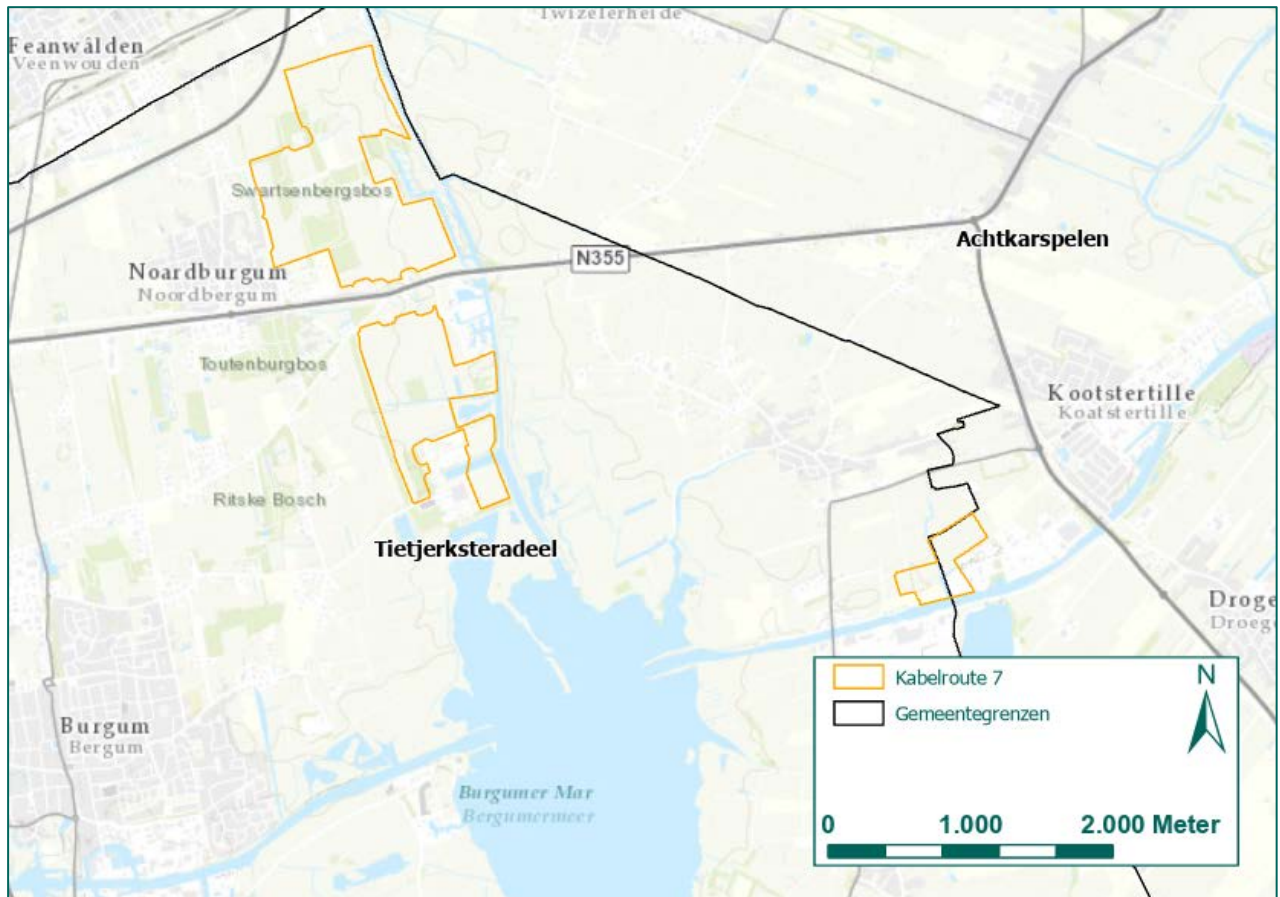 Twizelerheide
Feanwâlden
Veenwouden
Swartsenbergsbos
Achtkarspelen
N355
Noardburgum
Noordbergum
Toutenburgbos
Kootstertille
Koatstertille
Ritske Bosch
Tietjerksteradeel
Droge
Droeg
Burgum
Bergum
Burgumer Mar
Bergumermeer
Kabelroute 7
Gemeentegrenzen
N
0 1.000 2.000 Meter